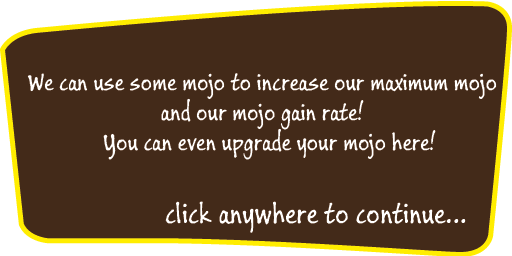 We can use some mojo to increase our maximum mojo
and our mojo gain rate!
You can even upgrade your mojo here!
click anywhere to continue...